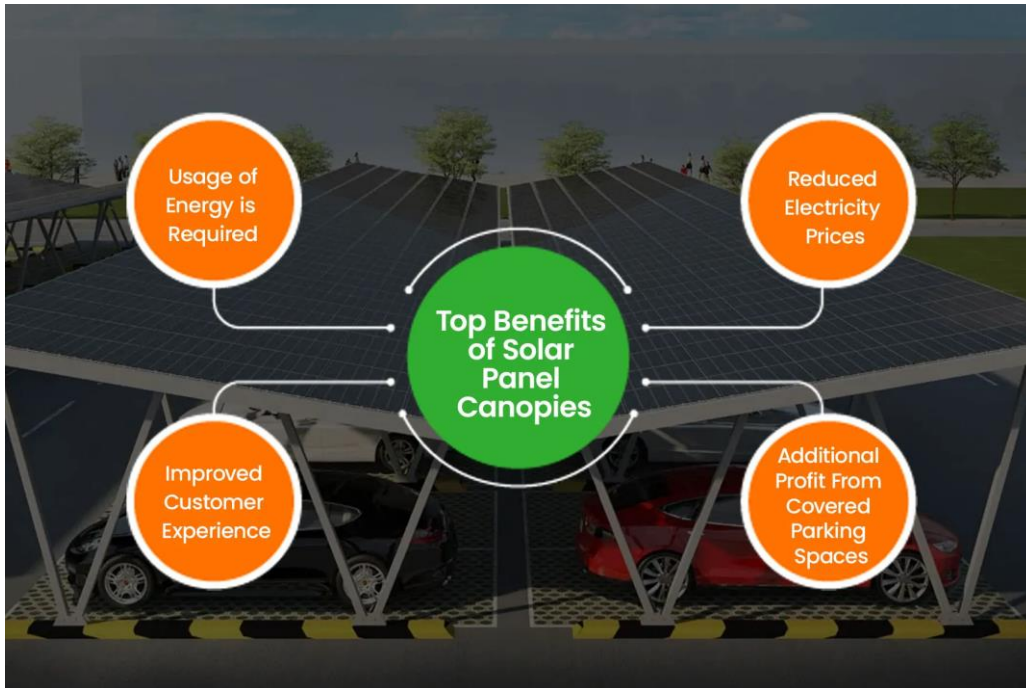 Usage of
Energy is
Required
Reduced
Electricity
Prices
Top Benefits
of Solar
Panel
Canopies
Improved
Customer
Experience
Additional
Profit From
Covered
Parking
Spaces